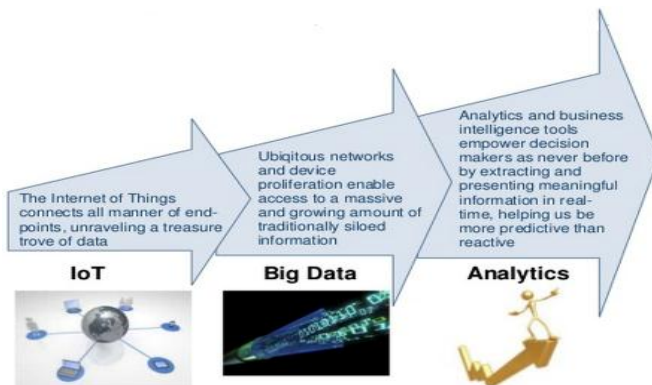 The Internet of Things
connects all manner of end-
points, unraveling a treasure
trove of data
IoT
Ubiqitous networks
and device
proliferation enable
access to a massive
and growing amount of
traditionally siloed
information
Big Data
Analytics and business
intelligence tools
empower decision
makers as never before
by extracting and
presenting meaningful
information in real-
time, helping us be
more predictive than
reactive
Analytics